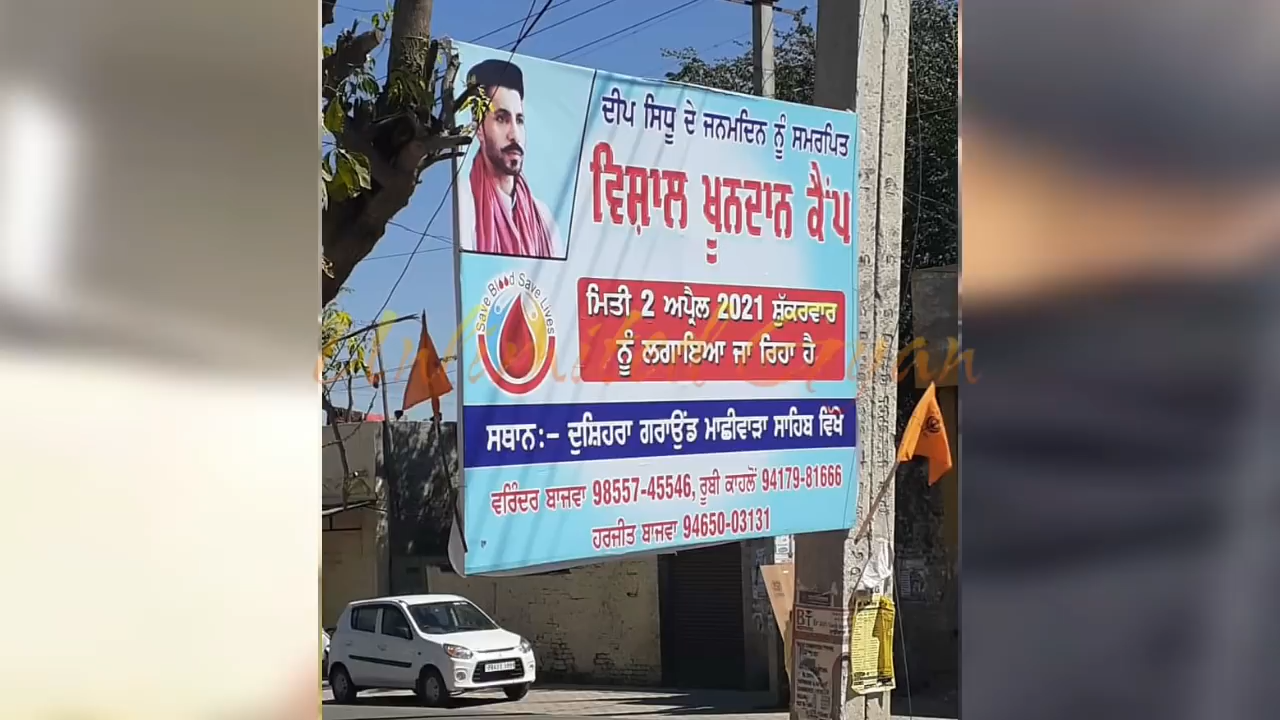 ਦੀਪ ਸਿਧੂ ਦੇ ਜਨਮਦਿਨ ਨੂੰ ਸਮਰਪਿਤ
ਵਿਸ਼ਾਲ ਖੂਨਦਾਨ ਕੈਂਪ
Save Blood Save Lives
ਮਿਤੀ 2 ਅਪ੍ਰੈਲ 2021 ਸ਼ੁੱਕਰਵਾਰ
ਨੂੰ ਲਗਾਇਆ ਜਾ ਰਿਹਾ ਹੈ
ਸਥਾਨ:- ਦੁਸ਼ਿਹਰਾ ਗਰਾਉਂਡ ਮਾਛੀਵਾੜਾ ਸਾਹਿਬ ਵਿੱਖੇ
ਵਰਿੰਦਰ ਬਾਜਵਾ 98557-45546, ਰੂਬੀ ਕਾਹਲੋਂ 94179-81666
ਹਰਜੀਤ ਬਾਜਵਾ 94650-03131